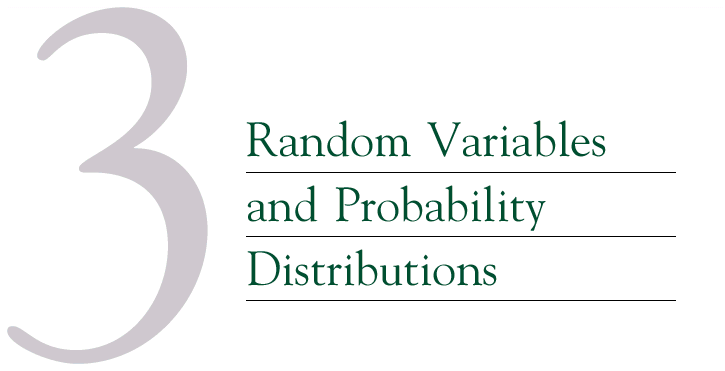 3
Random Variables
and Probability
Distributions